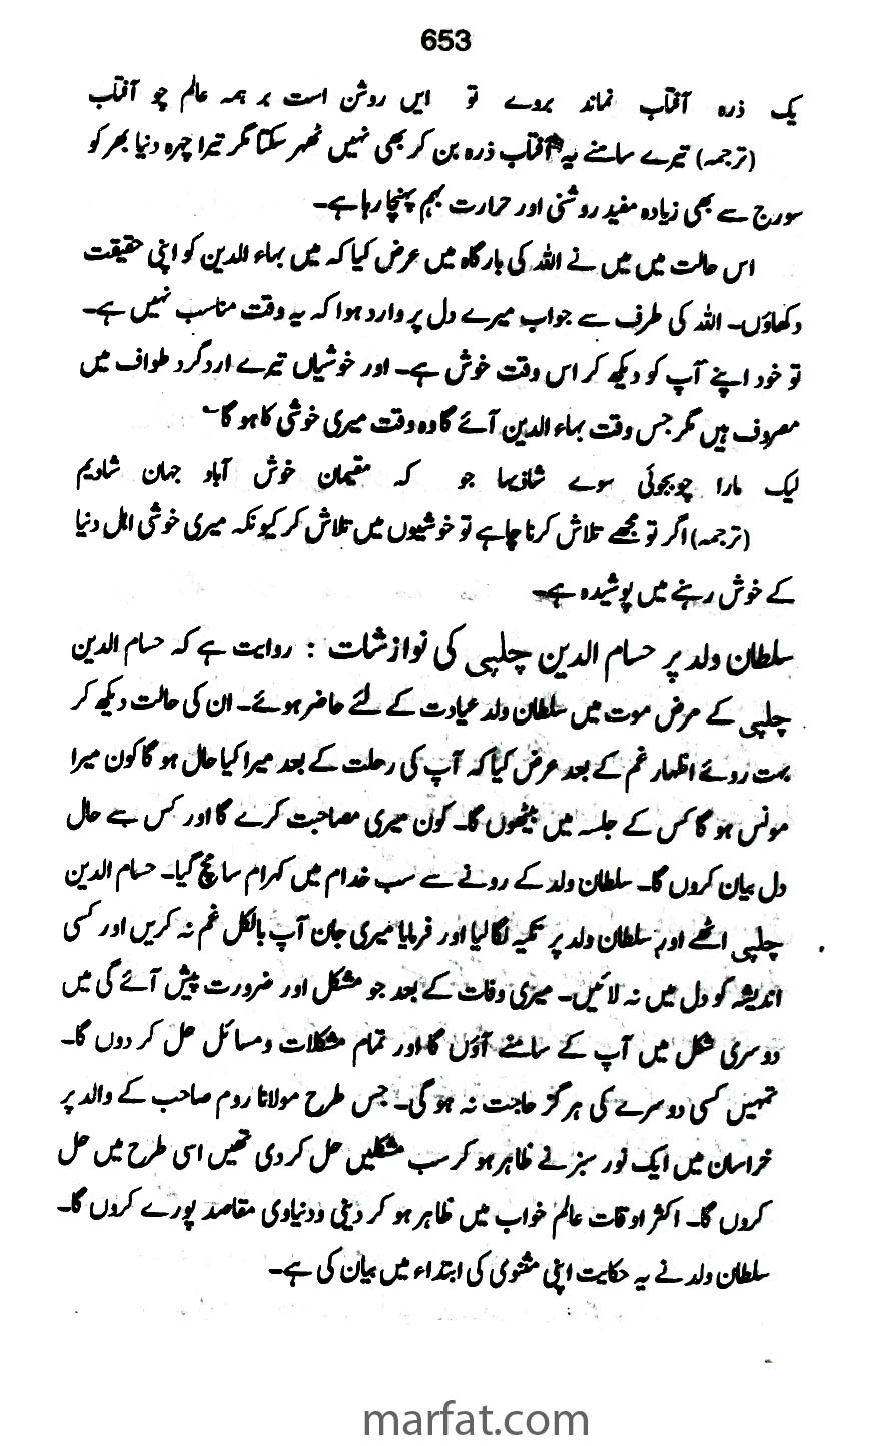 653
یک ذرہ آفتاب نماند بروے تو ایں روشن است بر ہمہ عالم چو آفتاب
(ترجمہ) تیرے سامنے یہ آفتاب ذرہ بن کر بھی نہیں ٹھہر سکتا مگر تیرا چہرہ دنیا بھر کو
سورج سے بھی زیادہ مفید روشنی اور حرارت بہم پہنچا رہا ہے۔
اس حالت میں میں نے اللہ کی بارگاہ میں عرض کیا کہ میں بہاء الدین کو اپنی حقیقت
دکھاؤں۔ اللہ کی طرف سے جواب میرے دل پر وارد ہوا کہ یہ وقت مناسب نہیں ہے۔
تو خود اپنے آپ کو دیکھ کر اس وقت خوش ہے۔ اور خوشیاں تیرے ارد گرد طواف میں
مصروف ہیں مگر جس وقت بہاء الدین آئے گا وہ وقت میری خوشی کا ہو گا۔
لیک مارا چو بجوئی سوے شادیہا جو کہ مقیمان خوش آباد جہان شادیم
(ترجمہ) اگر تو مجھے تلاش کرنا چاہے تو خوشیوں میں تلاش کر کیونکہ میری خوشی اہل دنیا
کے خوش رہنے میں پوشیدہ ہے۔
سلطان ولد پر حسام الدین چلپی کی نوازشات : روایت ہے کہ حسام الدین
چلپی کے مرض موت میں سلطان ولد عیادت کے لئے حاضر ہوئے۔ ان کی حالت دیکھ کر
بہت روئے اظہار غم کے بعد عرض کیا کہ آپ کی رحلت کے بعد میرا کیا حال ہو گا کون میرا
مونس ہو گا کس کے جلسہ میں بیٹھوں گا۔ کون میری مصاحبت کرے گا اور کس سے حال
دل بیان کروں گا۔ سلطان ولد کے رونے سے سب خدام میں کہرام سا مچ گیا۔ حسام الدین
چلپی اٹھے اور سلطان ولد پر تکیہ لگا لیا اور فرمایا میری جان آپ بالکل غم نہ کریں اور کسی
اندیشہ کو دل میں نہ لائیں۔ میری وفات کے بعد جو مشکل اور ضرورت پیش آئے گی میں
دوسری شکل میں آپ کے سامنے آؤں گا اور تمام مشکلات و مسائل حل کر دوں گا۔
تمہیں کسی دوسرے کی ہرگز حاجت نہ ہو گی۔ جس طرح مولانا روم صاحب کے والد پر
خراسان میں ایک نور سبز نے ظاہر ہو کر سب مشکلیں حل کر دی تھیں اسی طرح میں حل
کروں گا۔ اکثر اوقات عالم خواب میں ظاہر ہو کر دینی و دنیاوی مقاصد پورے کروں گا۔
سلطان ولد نے یہ حکایت اپنی مثنوی کی ابتداء میں بیان کی ہے۔
marfat.com